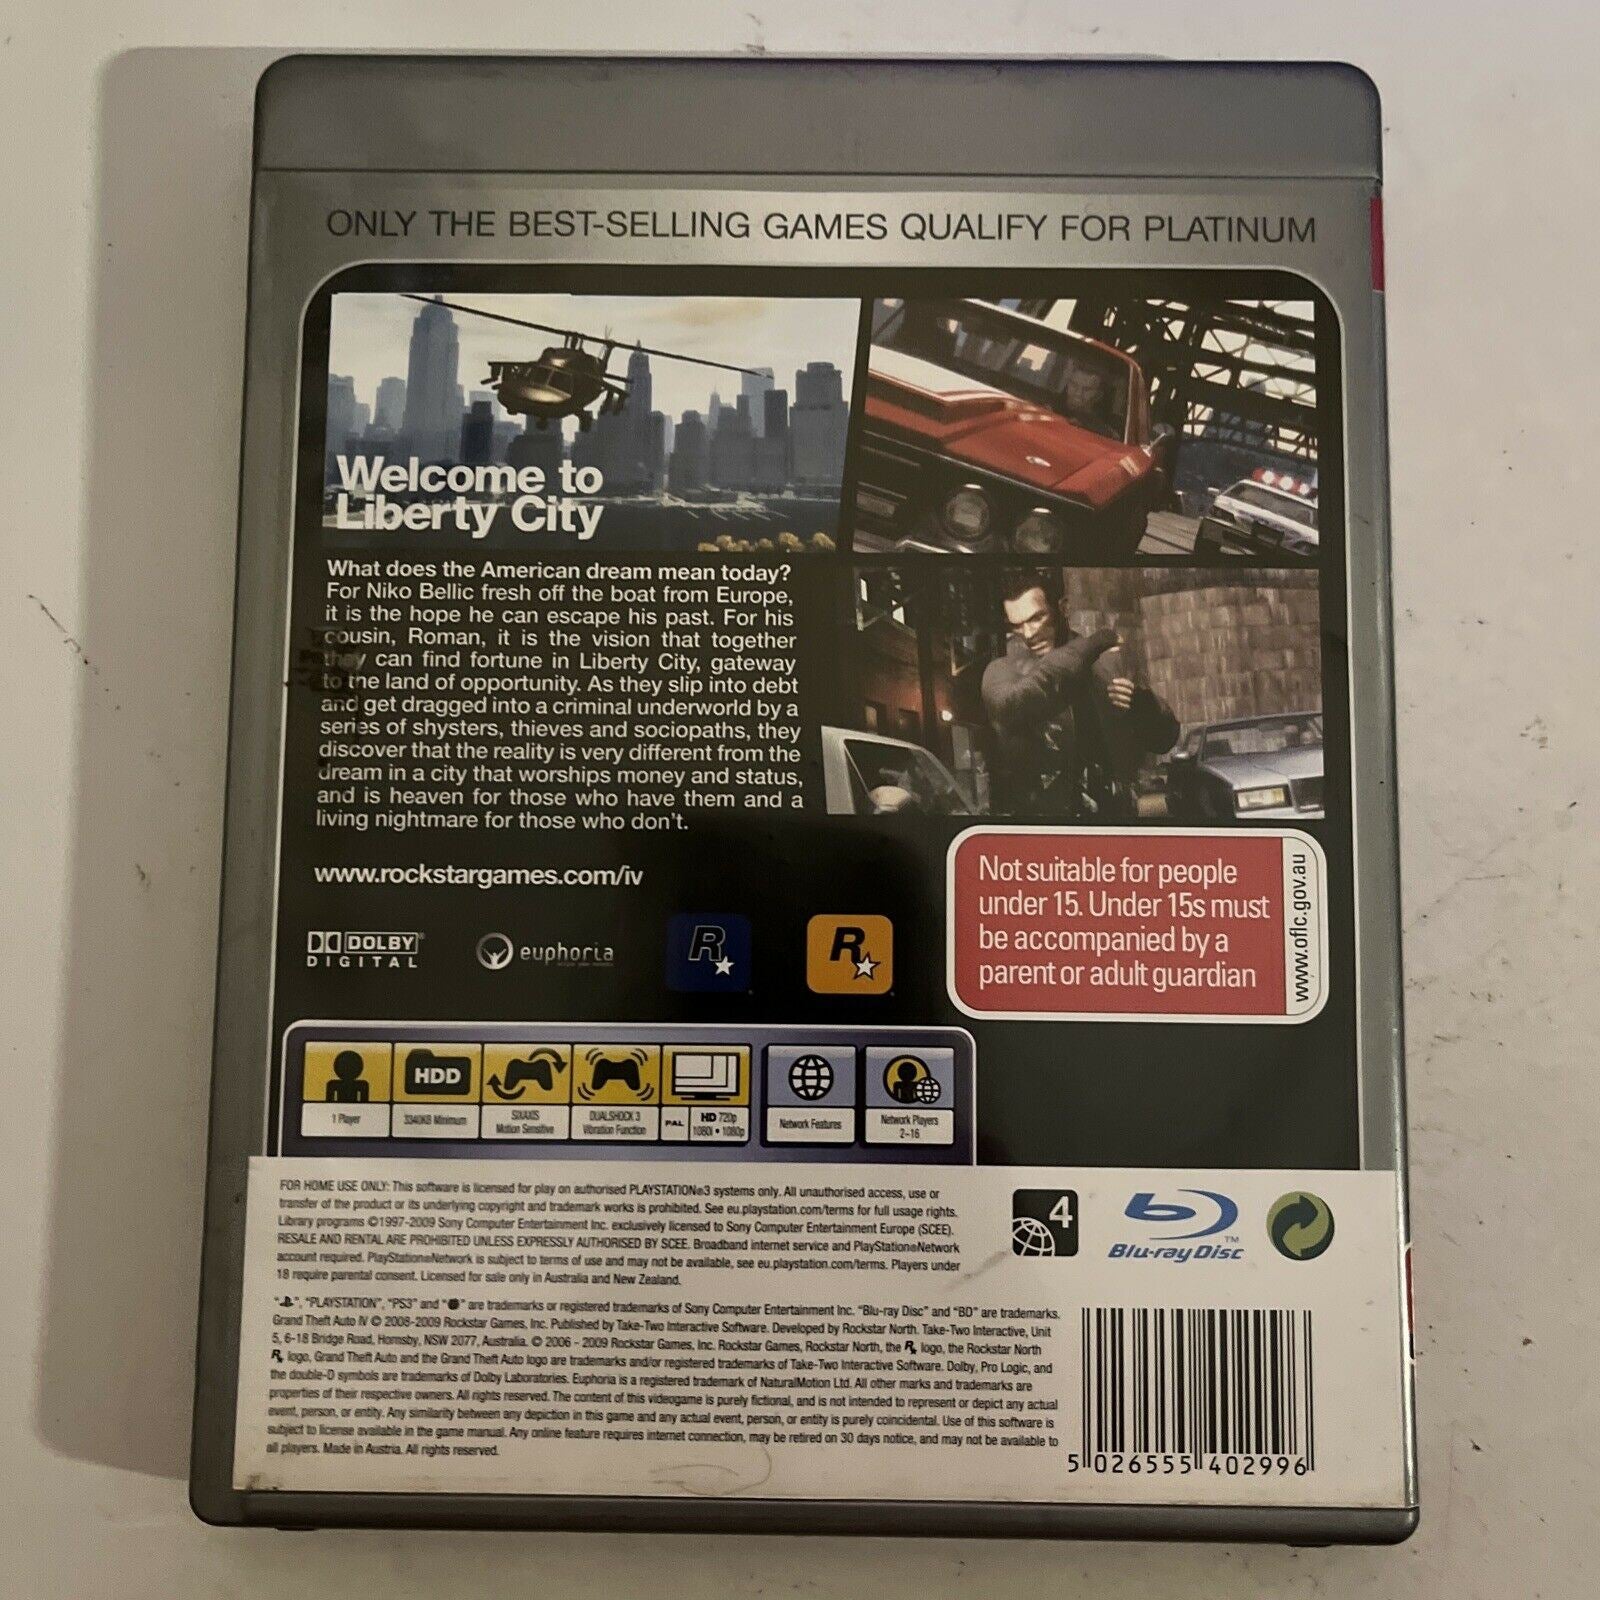 ONLY THE BEST-SELLING GAMES QUALIFY FOR PLATINUM
Welcome to
Liberty City
What does the American dream mean today?
For Niko Bellic fresh off the boat from Europe,
it is the hope he can escape his past. For his
cousin, Roman, it is the vision that together
they can find fortune in Liberty City, gateway
to the land of opportunity. As they slip into debt
and get dragged into a criminal underworld by a
series of shysters, thieves and sociopaths, they
discover that the reality is very different from the
dream in a city that worships money and status,
and is heaven for those who have them and a
living nightmare for those who don't.
www.rockstargames.com/iv
DOLBY
DIGITAL
euphoria
R
R
Not suitable for people
under 15. Under 15s must
be accompanied by a
parent or adult guardian
www.oflc.gov.au
HDD
1 Player
3340KB Minimum
SIXAXIS
Motion Sensitive
DUALSHOCK 3
Vibration Function
PAL
HD 720p
1080i • 1080p
Network Features
Network Players
2-16
FOR HOME USE ONLY: This software is licensed for play on authorised PLAYSTATION®3 systems only. All unauthorised access, use or
transfer of the product or its underlying copyright and trademark works is prohibited. See eu.playstation.com/terms for full usage rights.
Library programs ©1997-2009 Sony Computer Entertainment Inc. exclusively licensed to Sony Computer Entertainment Europe (SCEE).
RESALE AND RENTAL ARE PROHIBITED UNLESS EXPRESSLY AUTHORISED BY SCEE. Broadband internet service and PlayStation®Network
account required. PlayStation®Network is subject to terms of use and may not be available, see eu.playstation.com/terms. Players under
18 require parental consent. Licensed for sale only in Australia and New Zealand.
4
Blu-ray Disc
TM
" ", "PLAYSTATION", "PS3" and " " are trademarks or registered trademarks of Sony Computer Entertainment Inc. "Blu-ray Disc" and "BD" are trademarks.
Grand Theft Auto IV © 2008-2009 Rockstar Games, Inc. Published by Take-Two Interactive Software. Developed by Rockstar North. Take-Two Interactive, Unit
5, 6-18 Bridge Road, Hornsby, NSW 2077, Australia. © 2006 - 2009 Rockstar Games, Inc. Rockstar Games, Rockstar North, the R logo, the Rockstar North
R logo, Grand Theft Auto and the Grand Theft Auto logo are trademarks and/or registered trademarks of Take-Two Interactive Software. Dolby, Pro Logic, and
the double-D symbols are trademarks of Dolby Laboratories. Euphoria is a registered trademark of NaturalMotion Ltd. All other marks and trademarks are
properties of their respective owners. All rights reserved. The content of this videogame is purely fictional, and is not intended to represent or depict any actual
event, person, or entity. Any similarity between any depiction in this game and any actual event, person, or entity is purely coincidental. Use of this software is
subject to license available in the game manual. Any online feature requires internet connection, may be retired on 30 days notice, and may not be available to
all players. Made in Austria. All rights reserved.
5 026555 402996